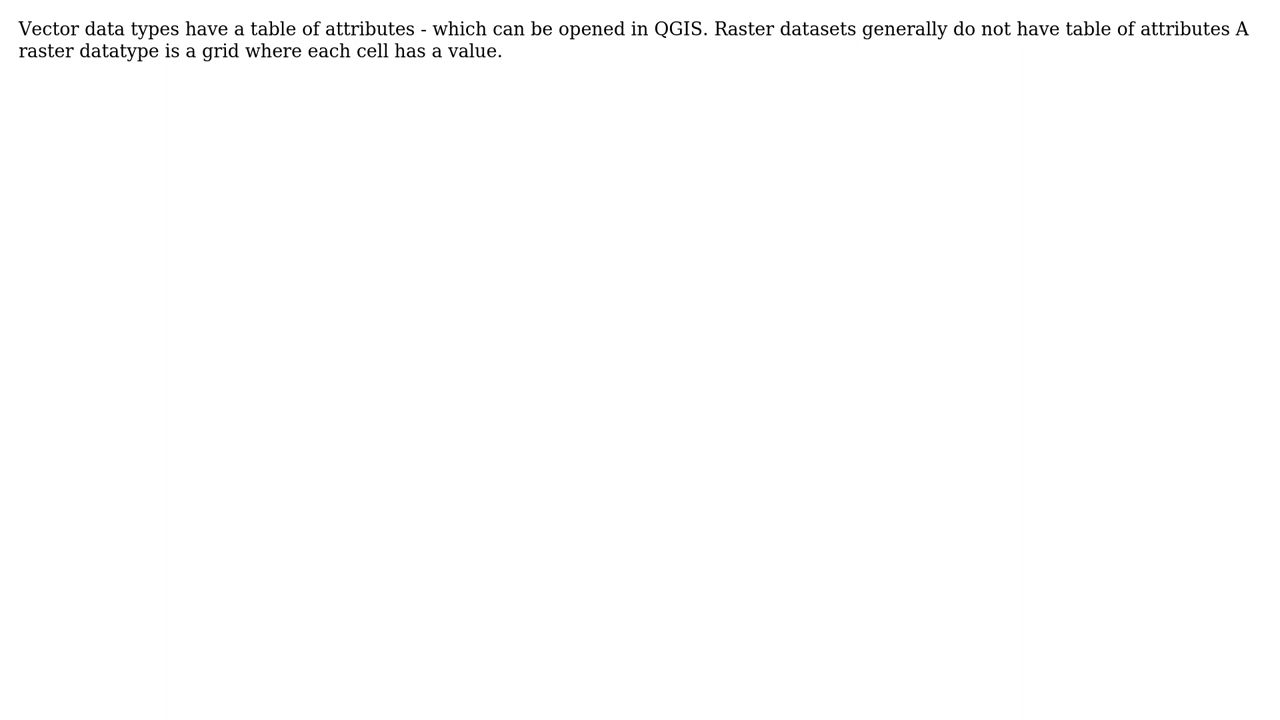 Vector data types have a table of attributes - which can be opened in QGIS. Raster datasets generally do not have table of attributes A
raster datatype is a grid where each cell has a value.